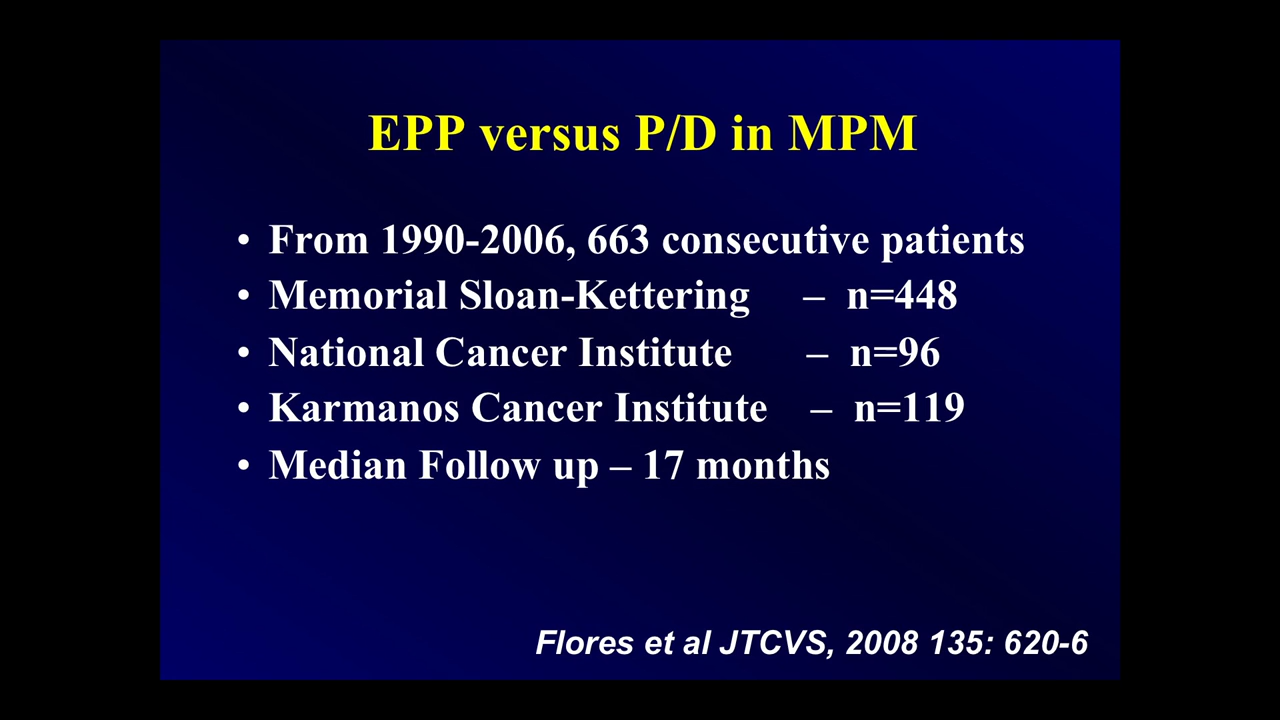 EPP versus P/D in MPM
• From 1990-2006, 663 consecutive patients
• Memorial Sloan-Kettering – n=448
• National Cancer Institute – n=96
• Karmanos Cancer Institute – n=119
• Median Follow up – 17 months
Flores et al JTCVS, 2008 135: 620-6